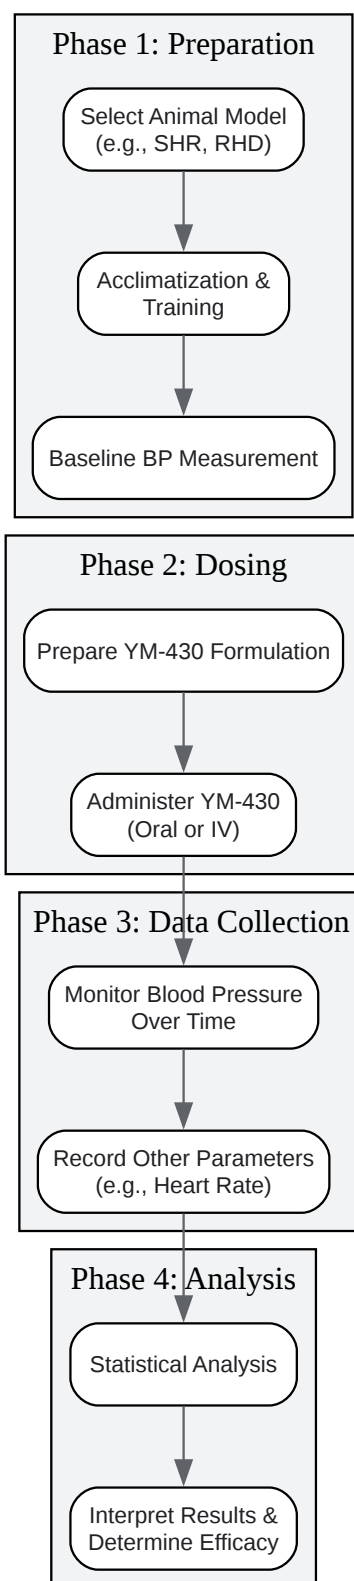 Phase 1: Preparation
Select Animal Model
(e.g., SHR, RHD)
Acclimatization &
Training
Baseline BP Measurement
Phase 2: Dosing
Prepare YM-430 Formulation
Administer YM-430
(Oral or IV)
Phase 3: Data Collection
Monitor Blood Pressure
Over Time
Record Other Parameters
(e.g., Heart Rate)
Phase 4: Analysis
Statistical Analysis
Interpret Results &
Determine Efficacy